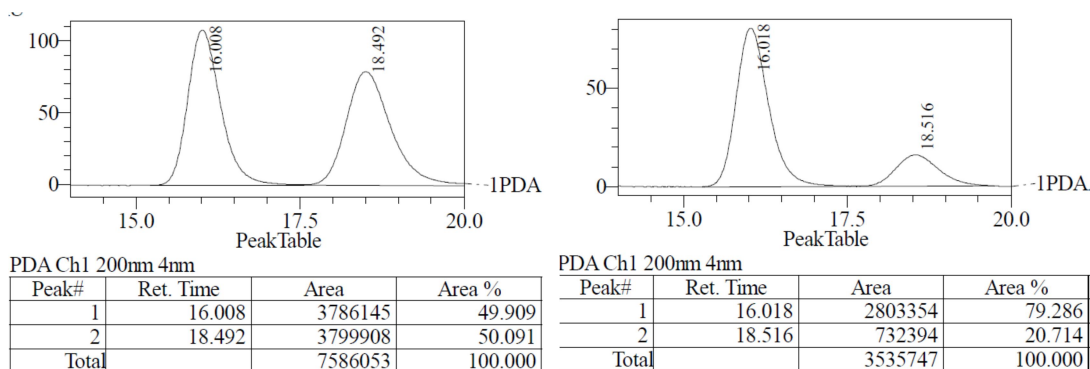 100
50
0
16.008
18.492
1PDA
15.0 17.5 20.0
PeakTable
PDA Ch1 200nm 4nm
Peak# Ret. Time Area Area %
1 16.008 3786145 49.909
2 18.492 3799908 50.091
Total 7586053 100.000
50
0
16.018
18.516
1PDA
15.0 17.5 20.0
PeakTable
PDA Ch1 200nm 4nm
Peak# Ret. Time Area Area %
1 16.018 2803354 79.286
2 18.516 732394 20.714
Total 3535747 100.000